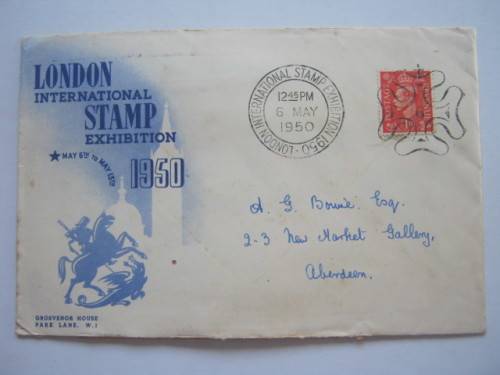 LONDON
INTERNATIONAL
STAMP
EXHIBITION
★ MAY 6TH TO MAY 13TH
1950
GROSVENOR HOUSE
PARK LANE, W.1
LONDON INTERNATIONAL STAMP EXHIBITION 1950
12.45 PM
6 MAY
1950
POSTAGE
A. G. Bowie Esq.
2-3 New Market Gallery,
Aberdeen.